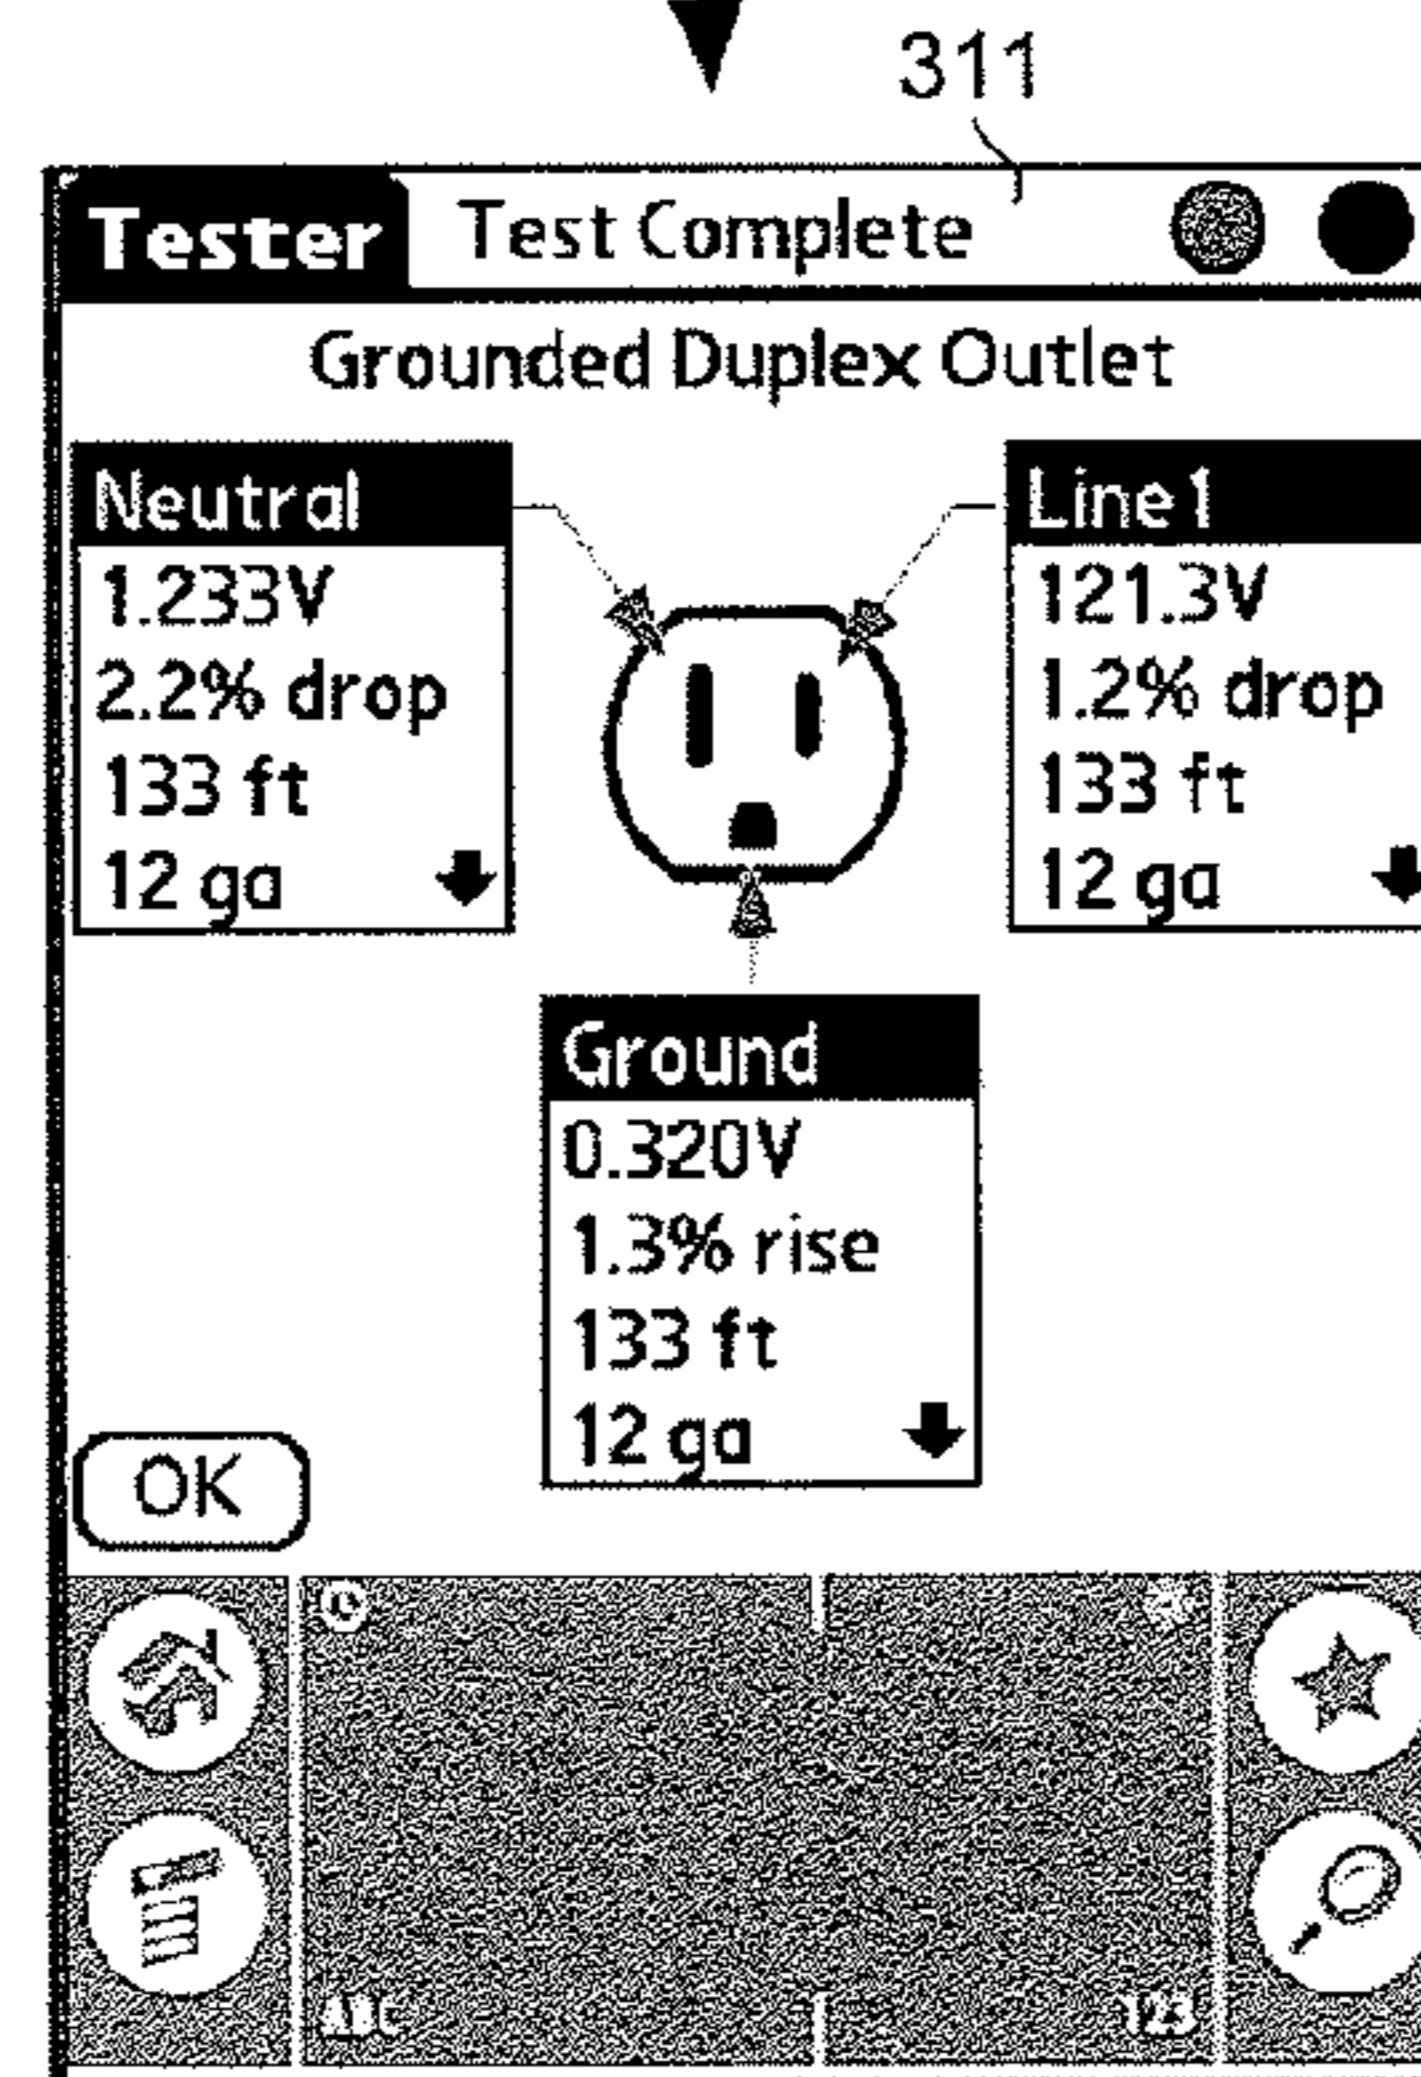 311
Tester Test Complete
Grounded Duplex Outlet
Neutral
1.233V
2.2% drop
133 ft
12 ga
Line1
121.3V
1.2% drop
133 ft
12 ga
Ground
0.320V
1.3% rise
133 ft
12 ga
OK
ABC
123